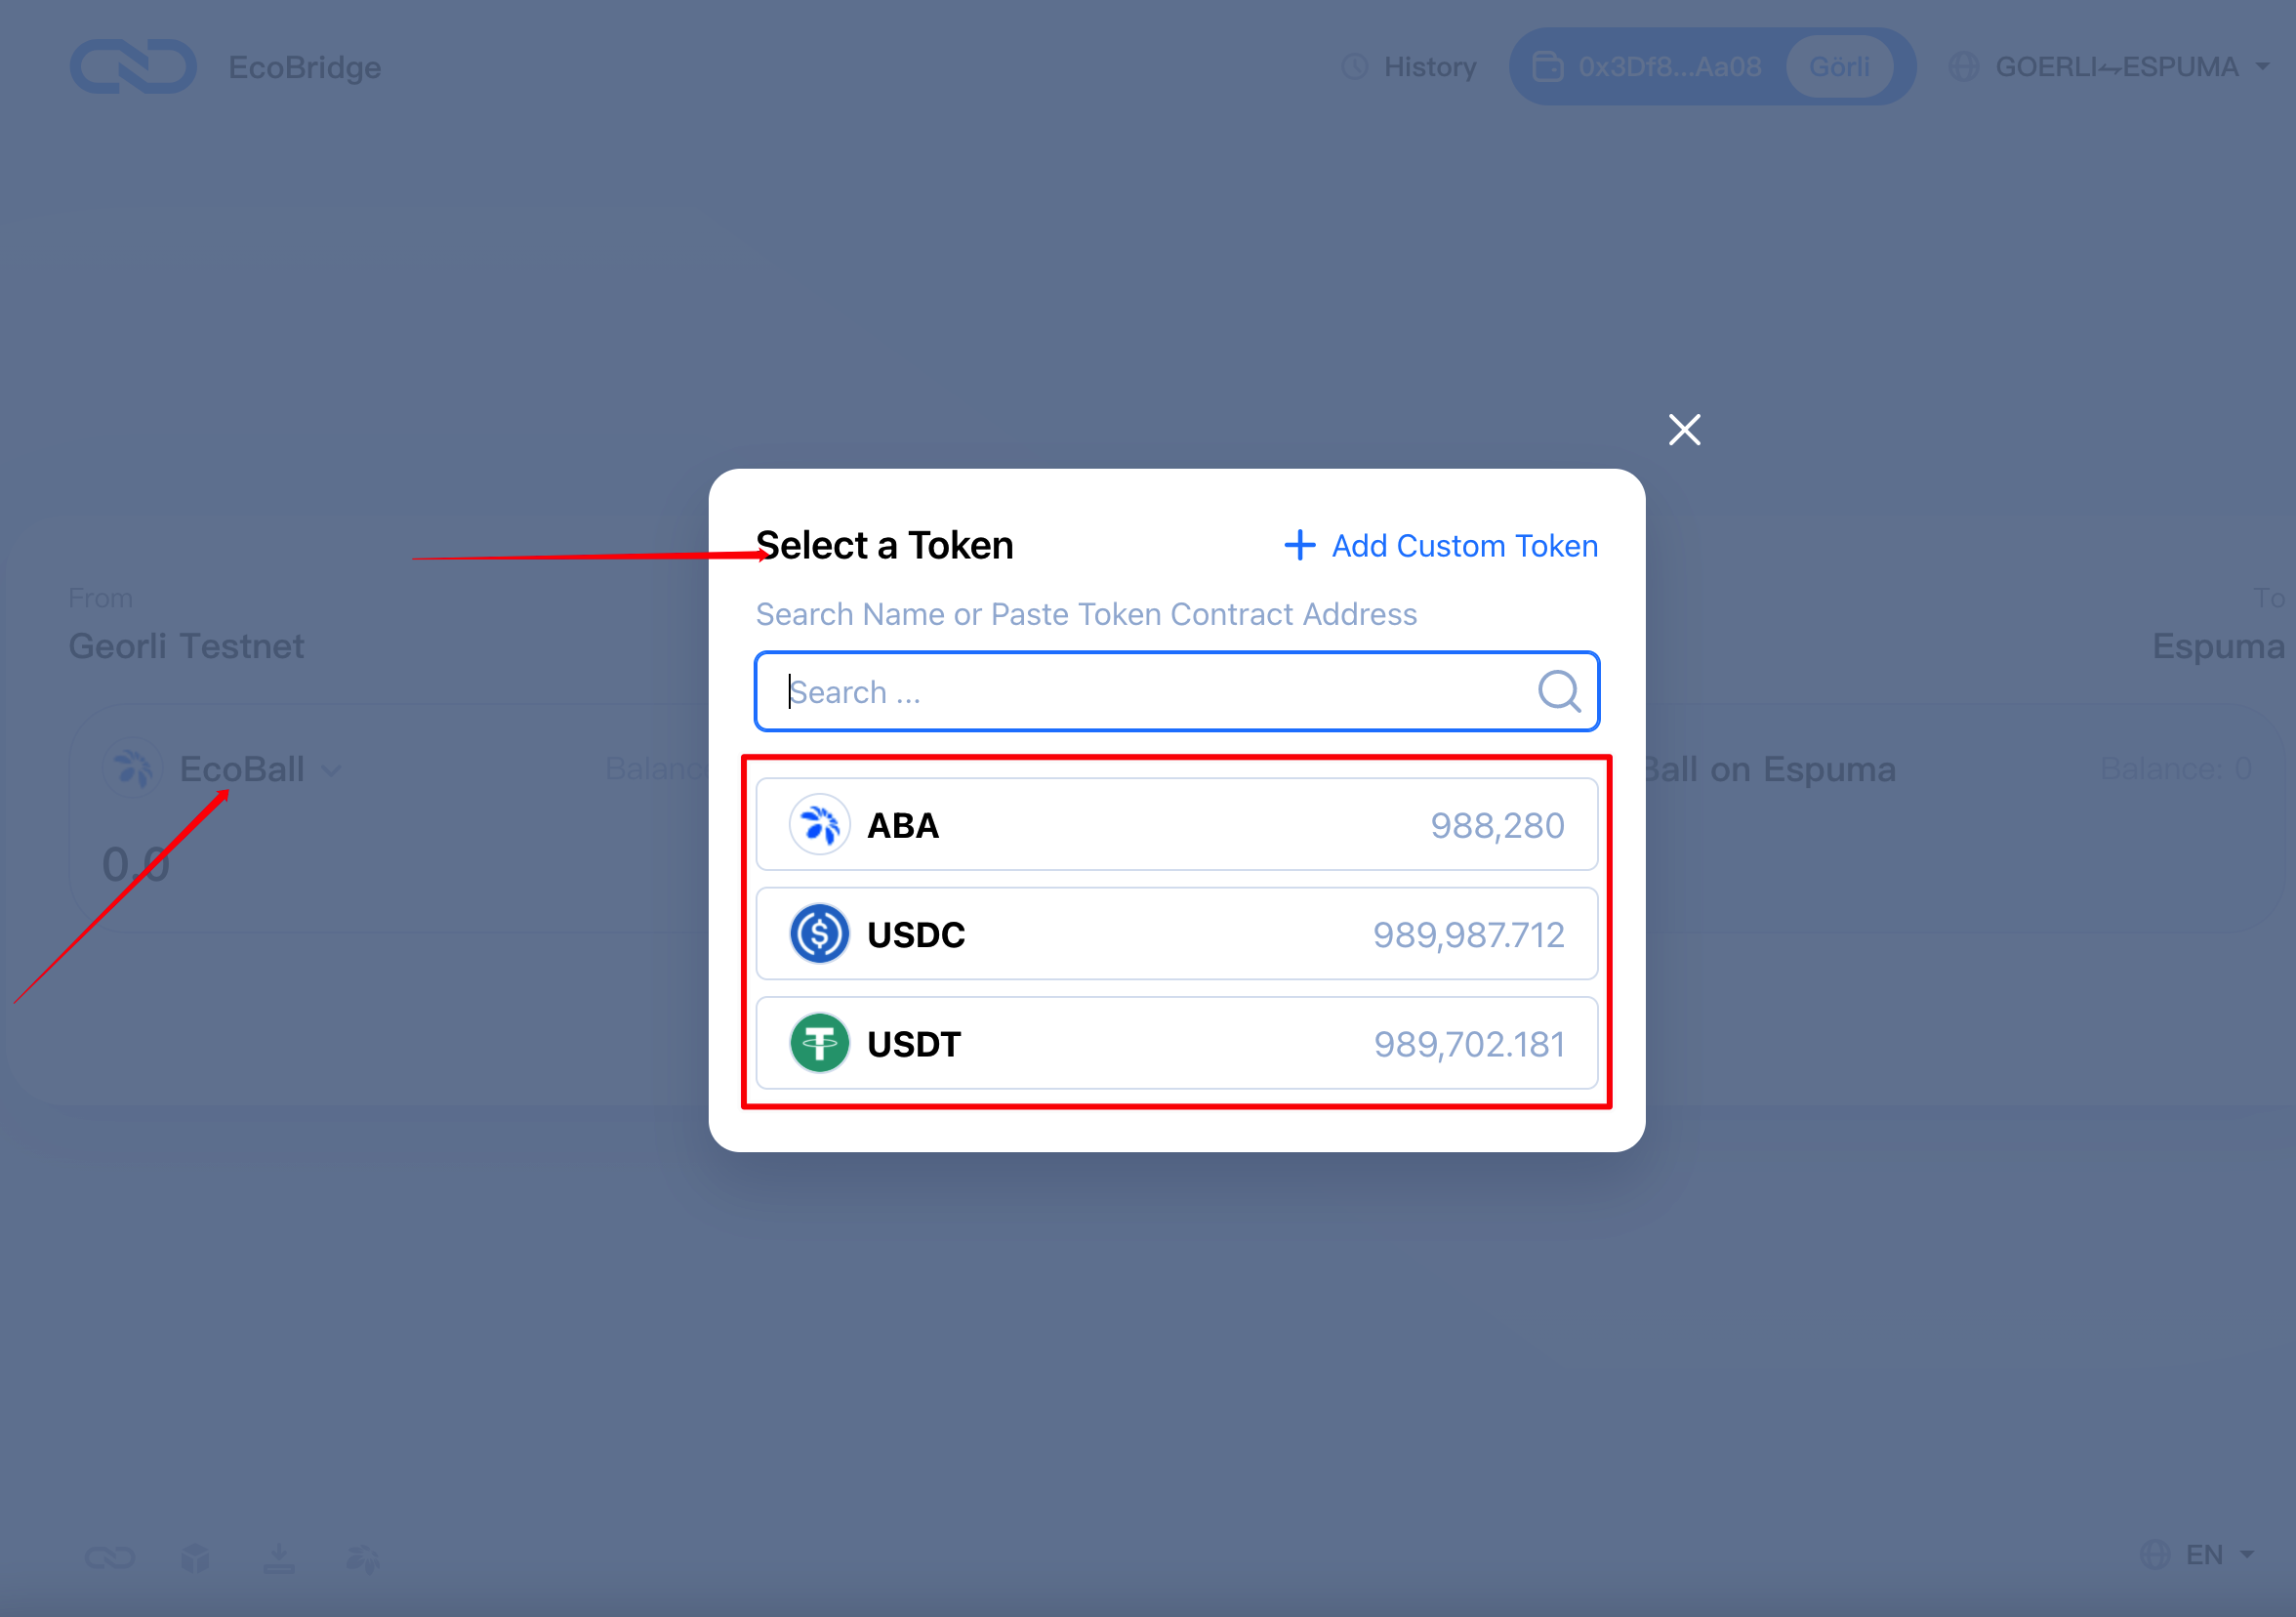 EcoBridge
History
0x3Df8...Aa08
Görli
GOERLI⇌ESPUMA
Select a Token
Add Custom Token
Search Name or Paste Token Contract Address
Search ...
ABA 988,280
USDC 989,987.712
USDT 989,702.181
From
Georli Testnet
EcoBall
Balance
0.0
To
Espuma
Ball on Espuma
Balance: 0
EN